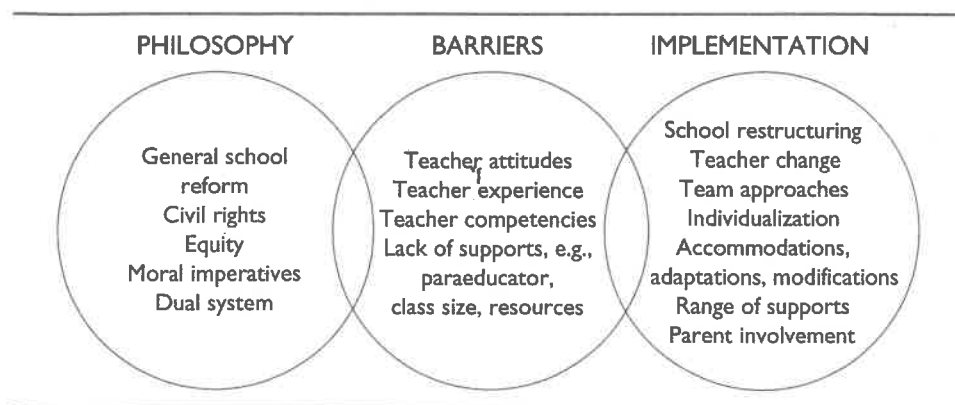 PHILOSOPHY
General school
reform
Civil rights
Equity
Moral imperatives
Dual system
BARRIERS
Teacher attitudes
Teacher experience
Teacher competencies
Lack of supports, e.g.,
paraeducator,
class size, resources
IMPLEMENTATION
School restructuring
Teacher change
Team approaches
Individualization
Accommodations,
adaptations, modifications
Range of supports
Parent involvement